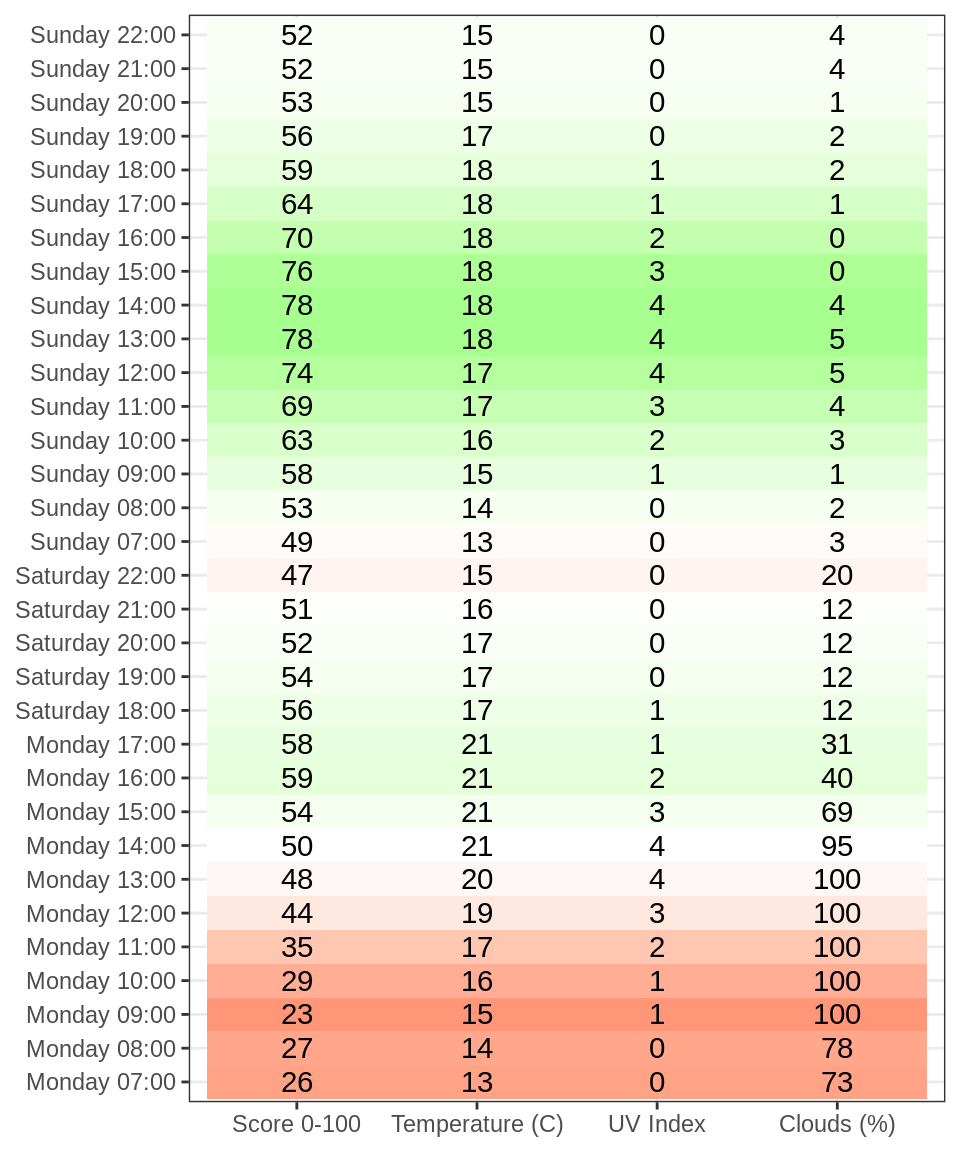 Sunday 22:00 52 15 0 4
Sunday 21:00 52 15 0 4
Sunday 20:00 53 15 0 1
Sunday 19:00 56 17 0 2
Sunday 18:00 59 18 1 2
Sunday 17:00 64 18 1 1
Sunday 16:00 70 18 2 0
Sunday 15:00 76 18 3 0
Sunday 14:00 78 18 4 4
Sunday 13:00 78 18 4 5
Sunday 12:00 74 17 4 5
Sunday 11:00 69 17 3 4
Sunday 10:00 63 16 2 3
Sunday 09:00 58 15 1 1
Sunday 08:00 53 14 0 2
Sunday 07:00 49 13 0 3
Saturday 22:00 47 15 0 20
Saturday 21:00 51 16 0 12
Saturday 20:00 52 17 0 12
Saturday 19:00 54 17 0 12
Saturday 18:00 56 17 1 12
Monday 17:00 58 21 1 31
Monday 16:00 59 21 2 40
Monday 15:00 54 21 3 69
Monday 14:00 50 21 4 95
Monday 13:00 48 20 4 100
Monday 12:00 44 19 3 100
Monday 11:00 35 17 2 100
Monday 10:00 29 16 1 100
Monday 09:00 23 15 1 100
Monday 08:00 27 14 0 78
Monday 07:00 26 13 0 73
Score 0-100 Temperature (C) UV Index Clouds (%)